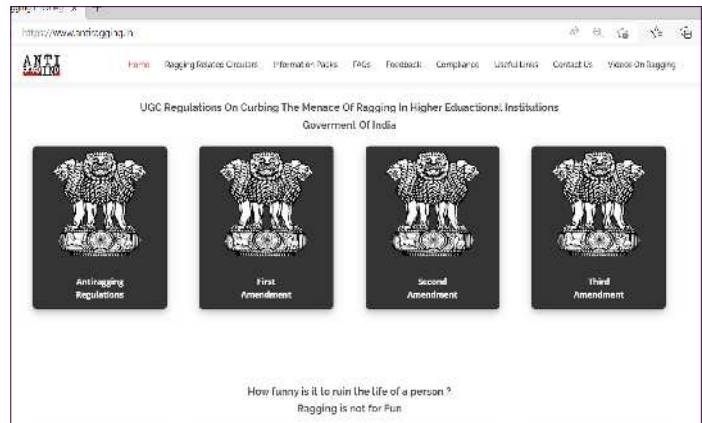 https://www.antiragging.in
ANTI
RAGGING
Home Ragging Related Circulars Information Packs FAQs Feedback Compliance Useful Links Contact Us Videos On Ragging
UGC Regulations On Curbing The Menace Of Ragging In Higher Eduactional Institutions
Goverment Of India
Antiragging
Regulations
First
Amendment
Second
Amendment
Third
Amendment
How funny is it to ruin the life of a person ?
Ragging is not for Fun